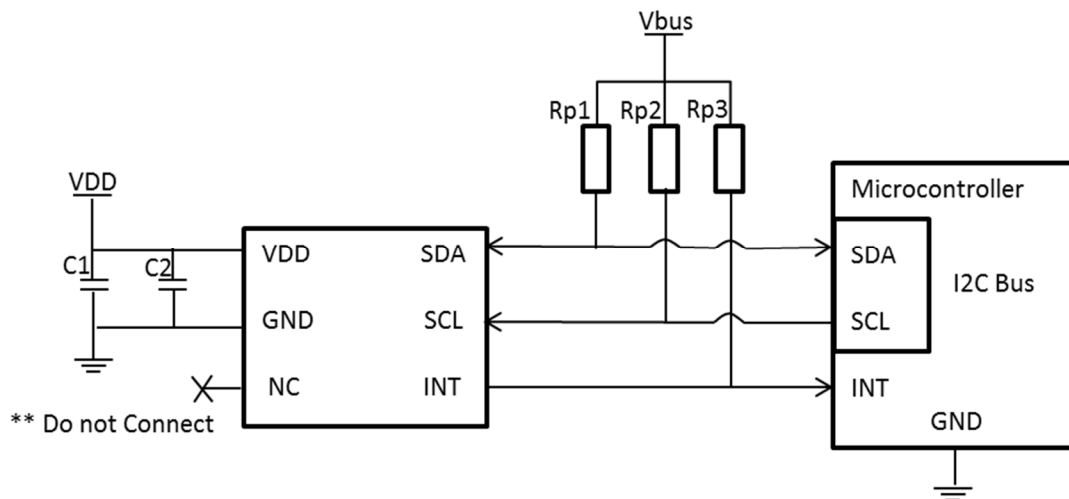 Vbus
Rp1 Rp2 Rp3
VDD
Microcontroller
C1 C2
VDD SDA
SDA
I2C Bus
GND SCL
SCL
NC INT
INT
** Do not Connect
GND